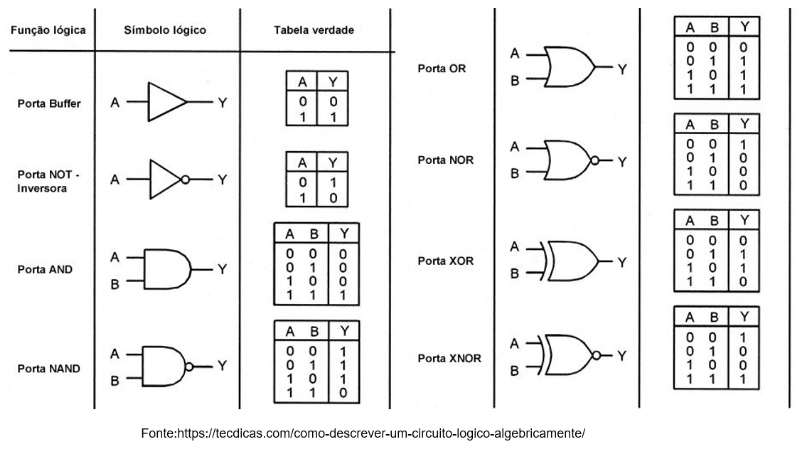 Função lógica Símbolo lógico Tabela verdade
Porta Buffer A Y
A Y
0 0
1 1
Porta NOT -
Inversora
A Y
A Y
0 1
1 0
Porta AND A B Y
A B Y
0 0 0
0 1 0
1 0 0
1 1 1
Porta NAND A B Y
A B Y
0 0 1
0 1 1
1 0 1
1 1 0
Porta OR A B Y
A B Y
0 0 0
0 1 1
1 0 1
1 1 1
Porta NOR A B Y
A B Y
0 0 1
0 1 0
1 0 0
1 1 0
Porta XOR A B Y
A B Y
0 0 0
0 1 1
1 0 1
1 1 0
Porta XNOR A B Y
A B Y
0 0 1
0 1 0
1 0 0
1 1 1
Fonte:https://tecdicas.com/como-descrever-um-circuito-logico-algebricamente/